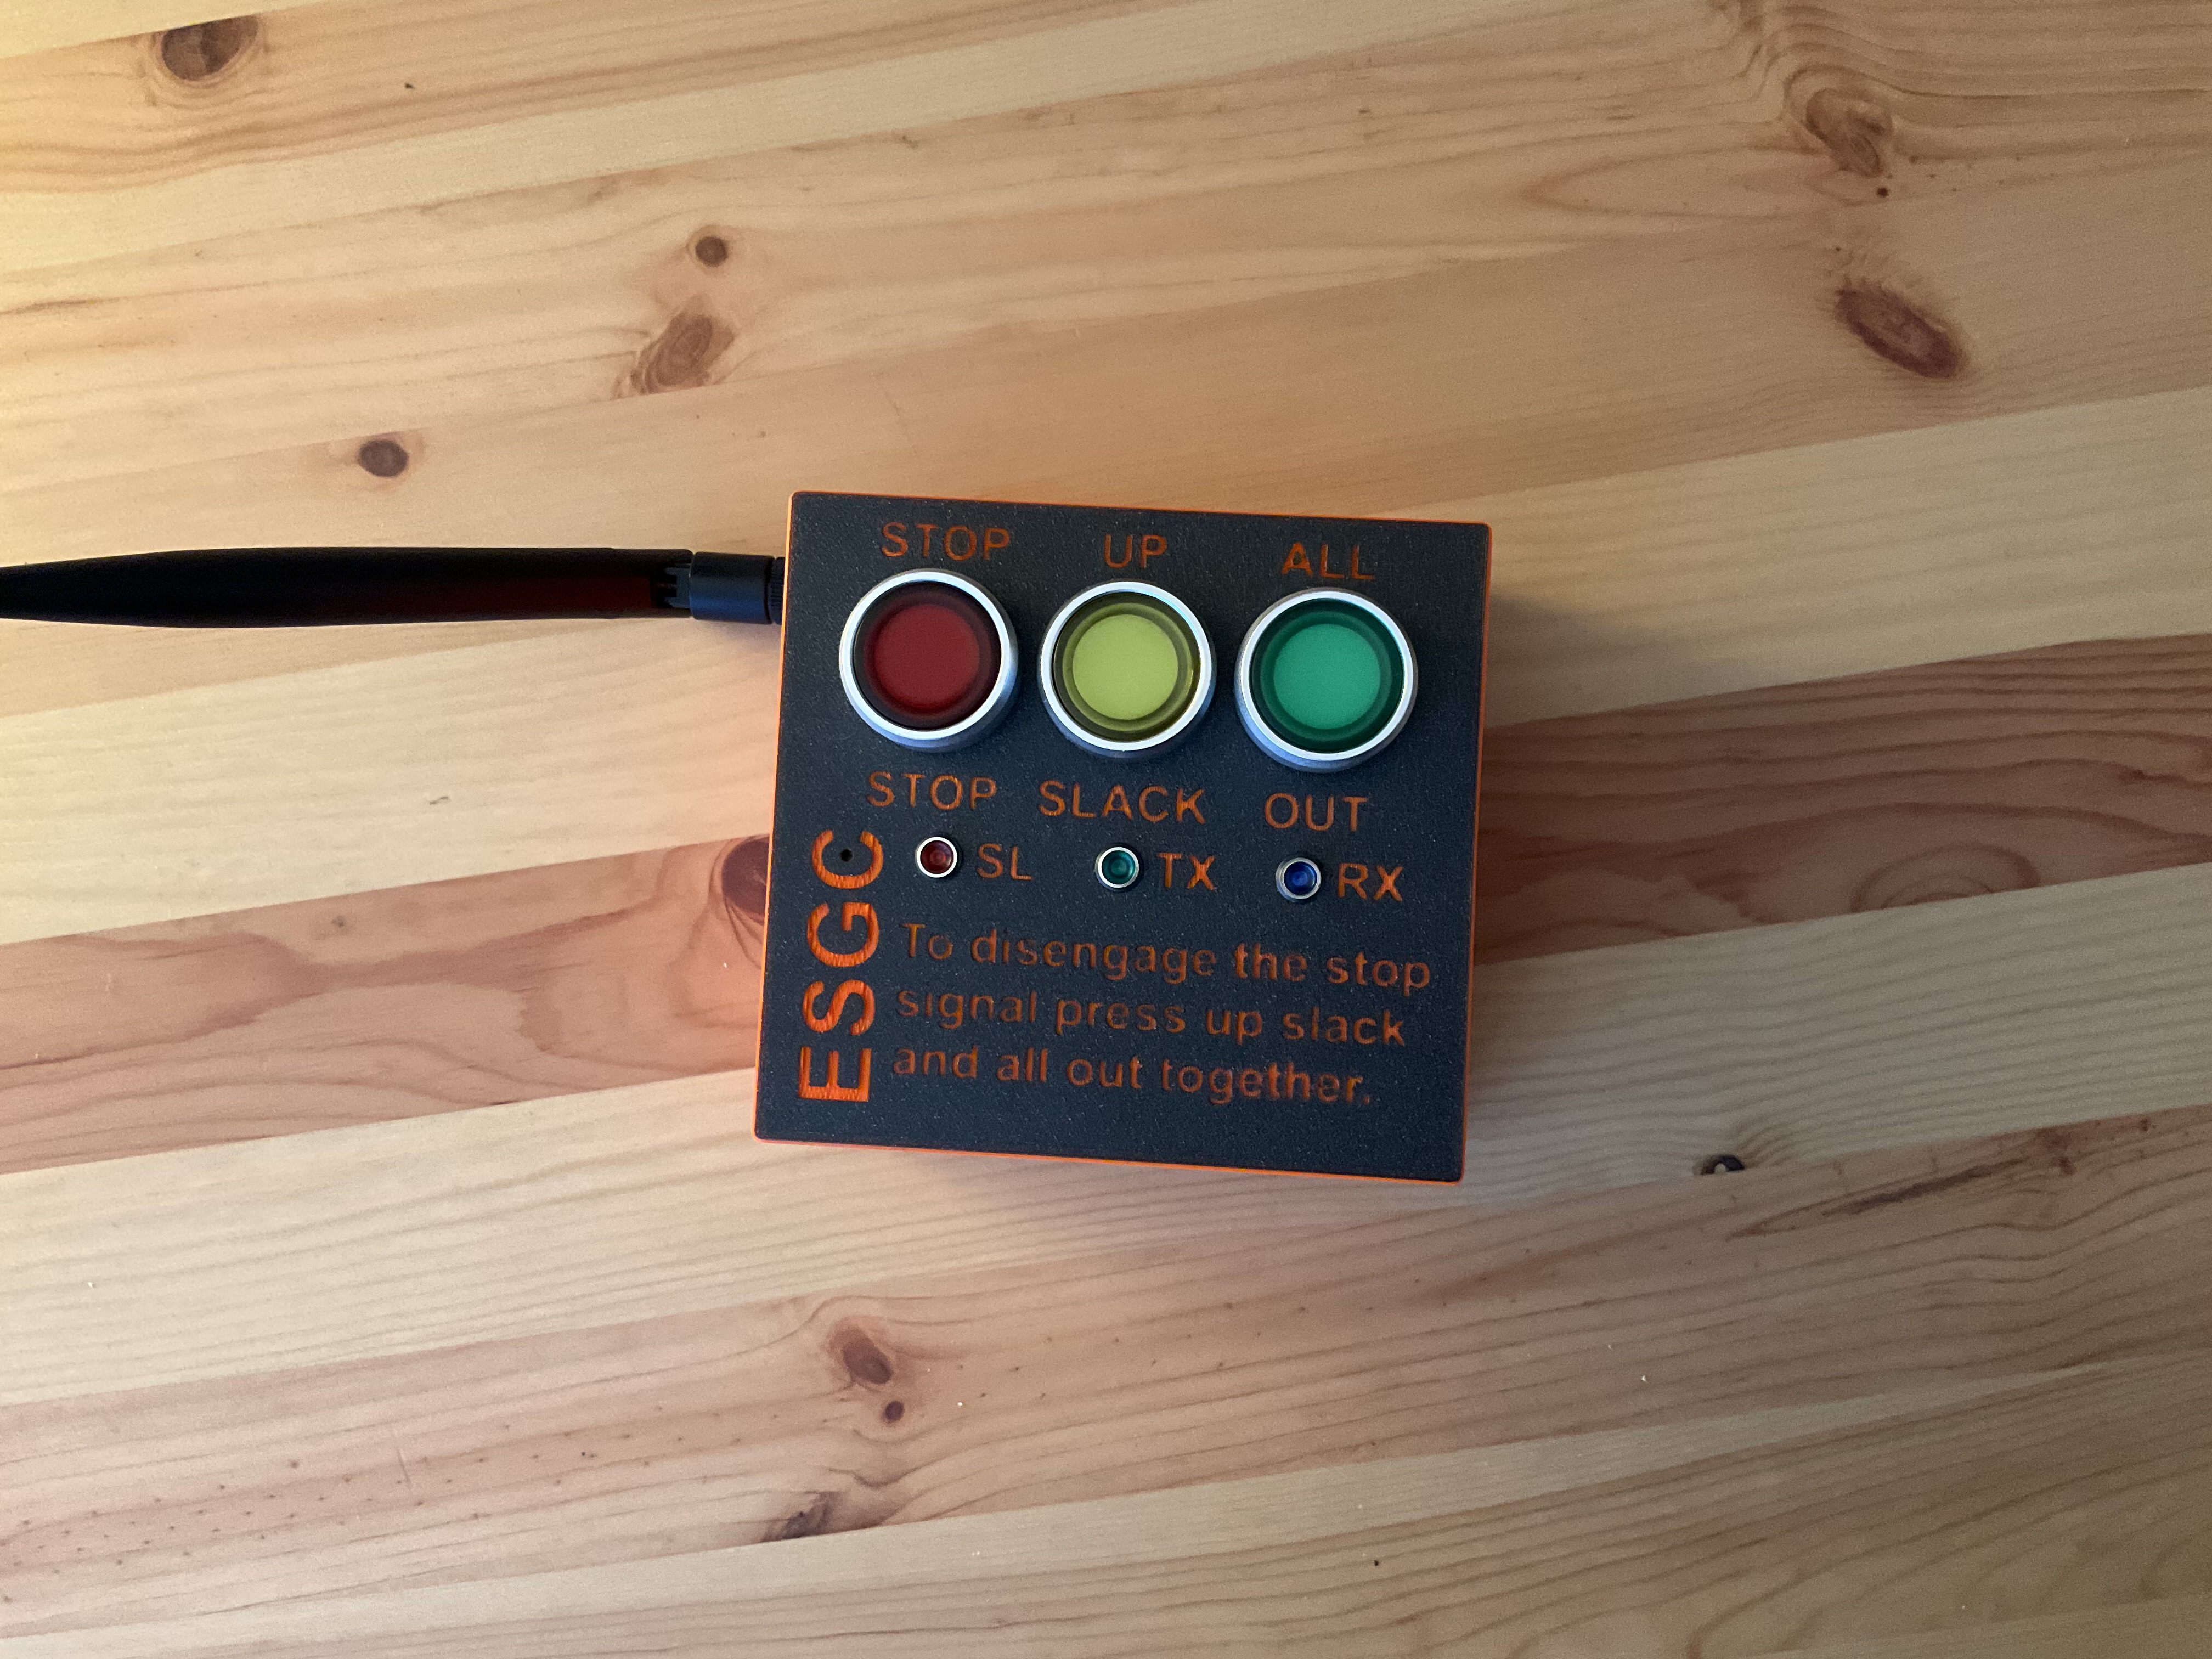 STOP UP ALL
STOP SLACK OUT
SL TX RX
ESGC
To disengage the stop
signal press up slack
and all out together.